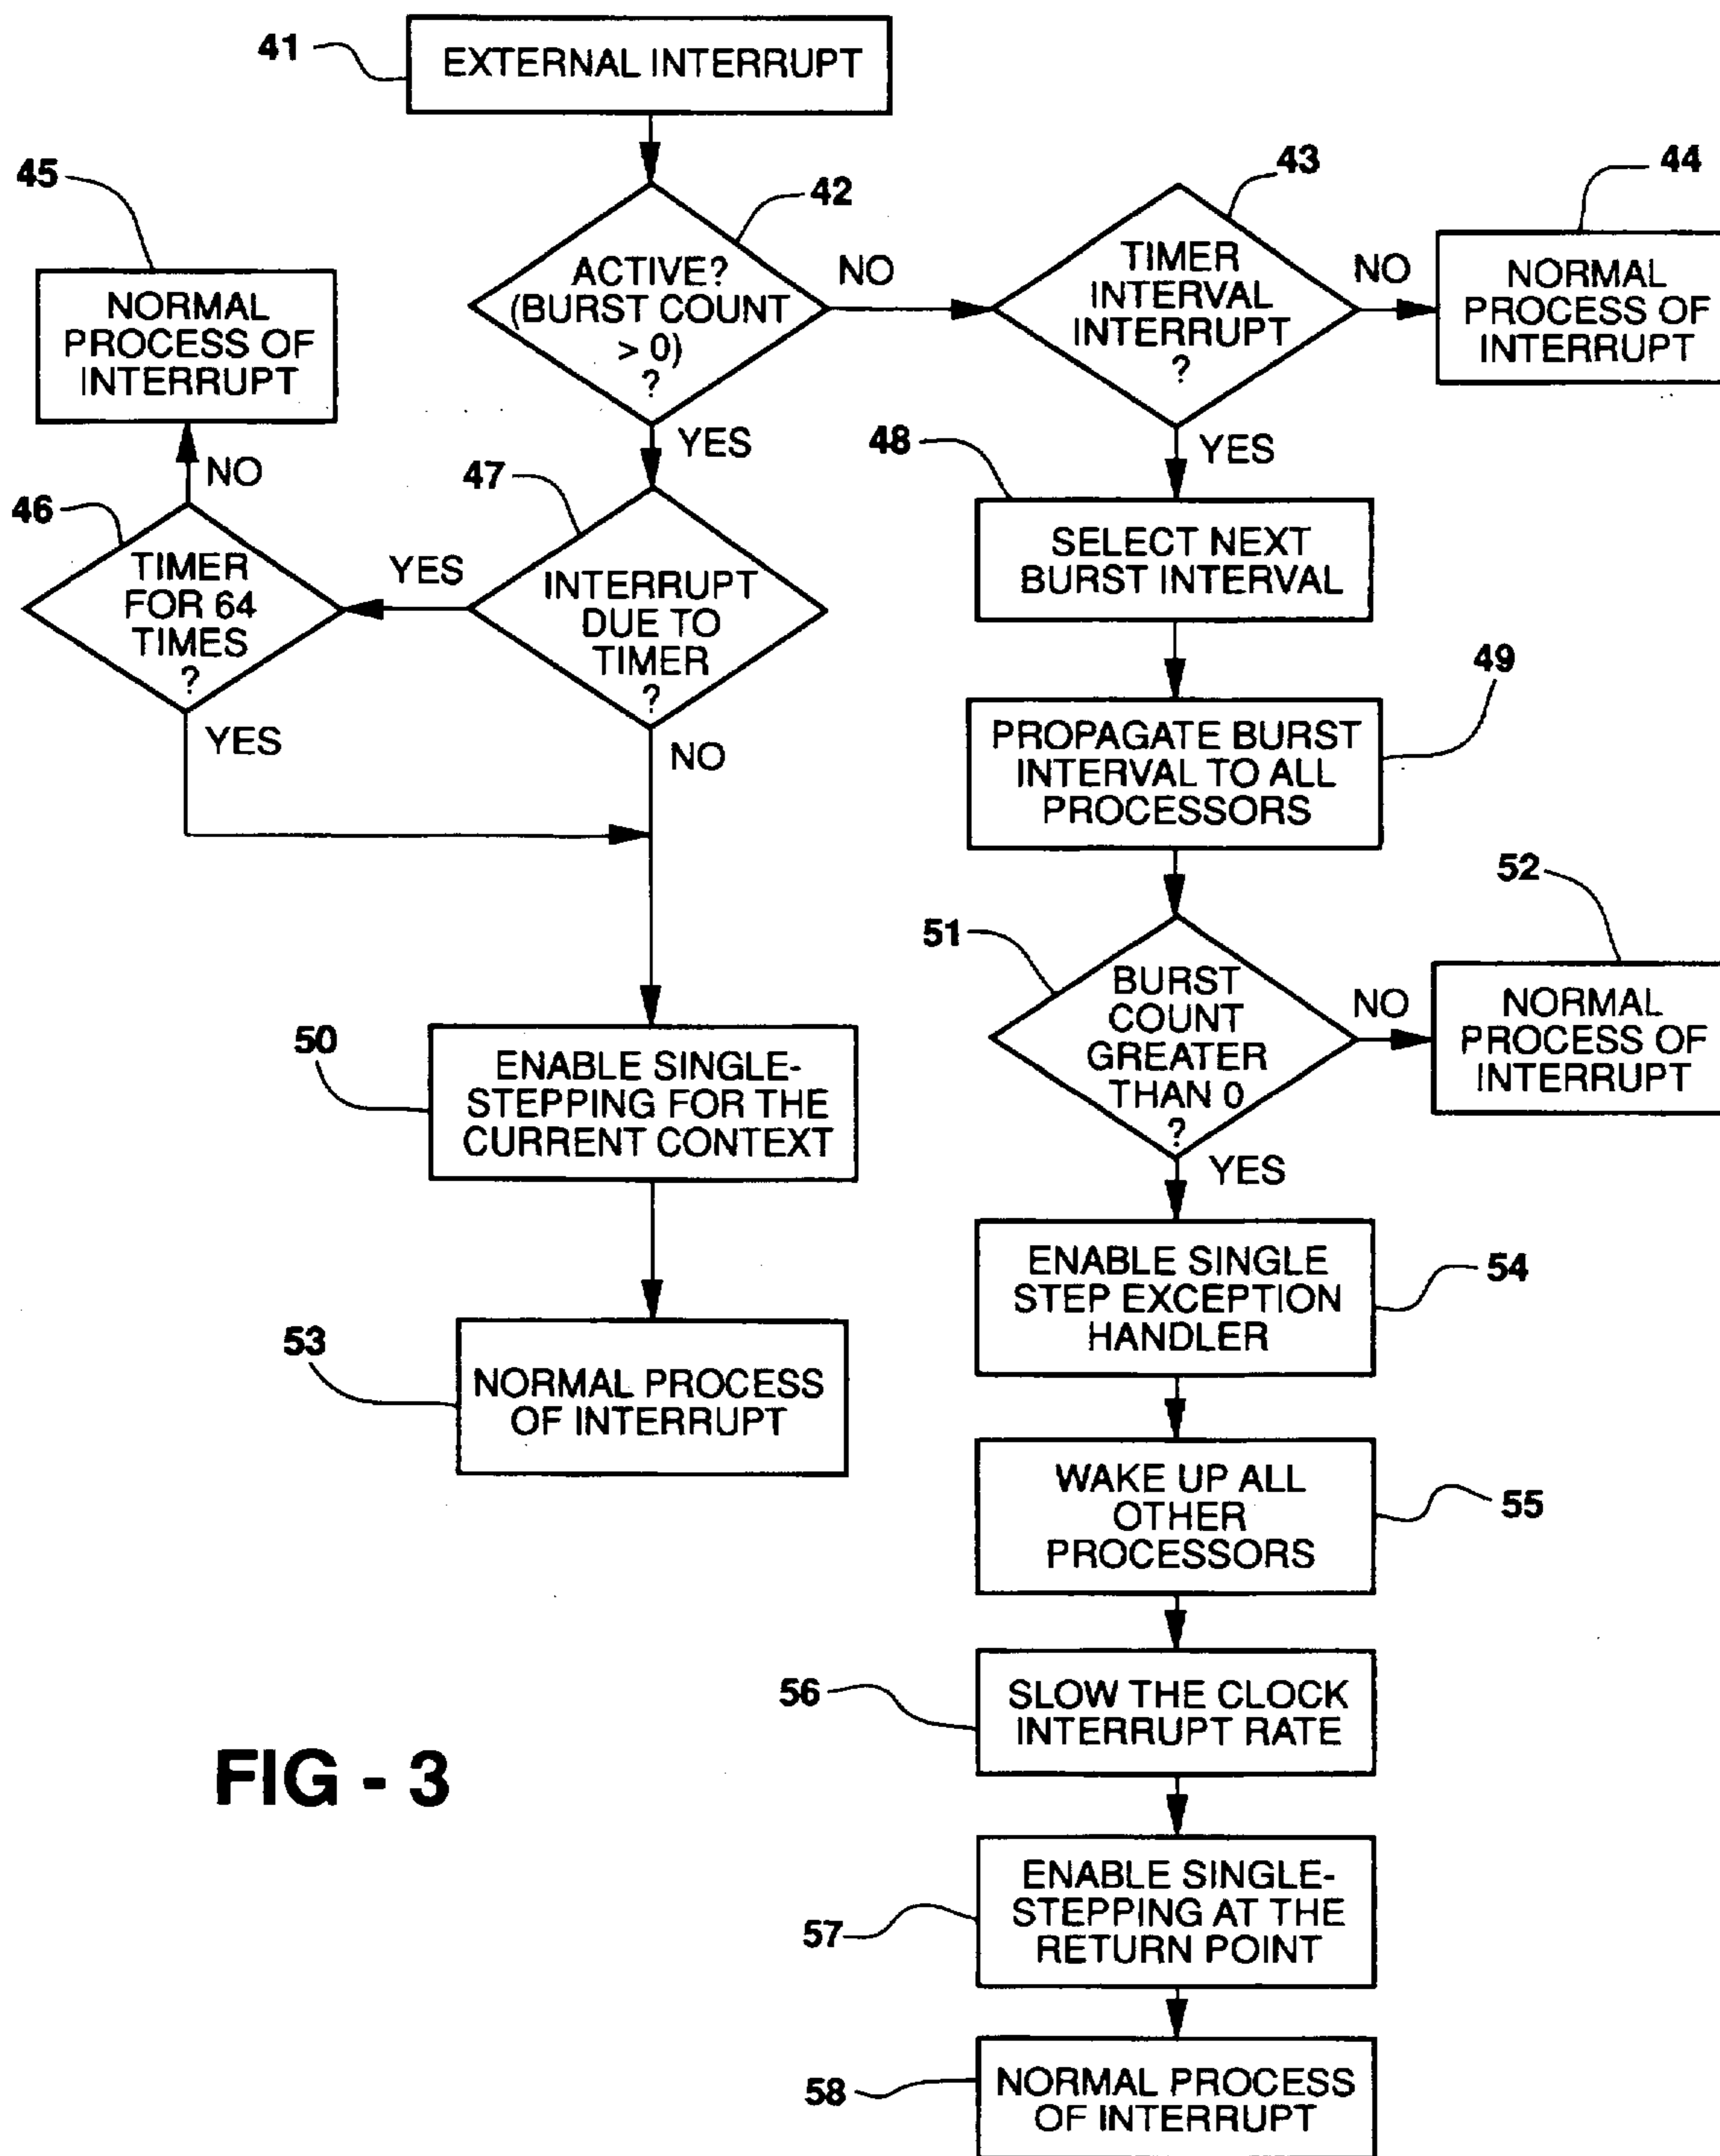 41
EXTERNAL INTERRUPT
45
42
43
44
NORMAL
PROCESS OF
INTERRUPT
ACTIVE?
(BURST COUNT
> 0)
?
NO
TIMER
INTERVAL
INTERRUPT
?
NO
NORMAL
PROCESS OF
INTERRUPT
NO
YES
YES
46
47
48
TIMER
FOR 64
TIMES
?
YES
INTERRUPT
DUE TO
TIMER
?
SELECT NEXT
BURST INTERVAL
YES
NO
49
PROPAGATE BURST
INTERVAL TO ALL
PROCESSORS
51
52
BURST
COUNT
GREATER
THAN 0
?
NO
NORMAL
PROCESS OF
INTERRUPT
50
ENABLE SINGLE-
STEPPING FOR THE
CURRENT CONTEXT
YES
53
NORMAL PROCESS
OF INTERRUPT
54
ENABLE SINGLE
STEP EXCEPTION
HANDLER
55
WAKE UP ALL
OTHER
PROCESSORS
56
SLOW THE CLOCK
INTERRUPT RATE
FIG - 3
57
ENABLE SINGLE-
STEPPING AT THE
RETURN POINT
58
NORMAL PROCESS
OF INTERRUPT